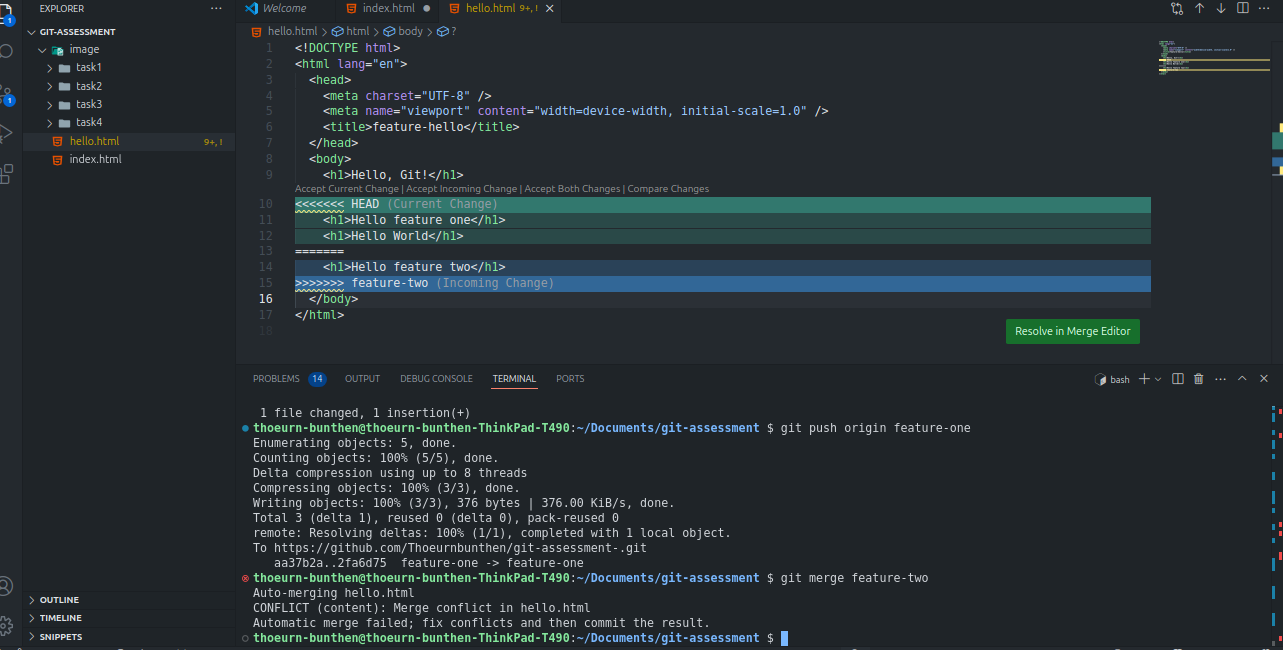 EXPLORER
GIT-ASSESSMENT
image
task1
task2
task3
task4
hello.html 9+, !
index.html
OUTLINE
TIMELINE
SNIPPETS
1
1
Welcome
index.html
hello.html 9+, !
hello.html > html > body > ?
1 <!DOCTYPE html>
2 <html lang="en">
3 <head>
4 <meta charset="UTF-8" />
5 <meta name="viewport" content="width=device-width, initial-scale=1.0" />
6 <title>feature-hello</title>
7 </head>
8 <body>
9 <h1>Hello, Git!</h1>
Accept Current Change | Accept Incoming Change | Accept Both Changes | Compare Changes
10 <<<<<<< HEAD (Current Change)
11 <h1>Hello feature one</h1>
12 <h1>Hello World</h1>
13 =======
14 <h1>Hello feature two</h1>
15 >>>>>>> feature-two (Incoming Change)
16 </body>
17 </html>
18
Resolve in Merge Editor
PROBLEMS 14 OUTPUT DEBUG CONSOLE TERMINAL PORTS
bash
1 file changed, 1 insertion(+)
thoeurn-bunthen@thoeurn-bunthen-ThinkPad-T490:~/Documents/git-assessment $ git push origin feature-one
Enumerating objects: 5, done.
Counting objects: 100% (5/5), done.
Delta compression using up to 8 threads
Compressing objects: 100% (3/3), done.
Writing objects: 100% (3/3), 376 bytes | 376.00 KiB/s, done.
Total 3 (delta 1), reused 0 (delta 0), pack-reused 0
remote: Resolving deltas: 100% (1/1), completed with 1 local object.
To https://github.com/Thoeurnbunthen/git-assessment-.git
aa37b2a..2fa6d75 feature-one -> feature-one
thoeurn-bunthen@thoeurn-bunthen-ThinkPad-T490:~/Documents/git-assessment $ git merge feature-two
Auto-merging hello.html
CONFLICT (content): Merge conflict in hello.html
Automatic merge failed; fix conflicts and then commit the result.
thoeurn-bunthen@thoeurn-bunthen-ThinkPad-T490:~/Documents/git-assessment $